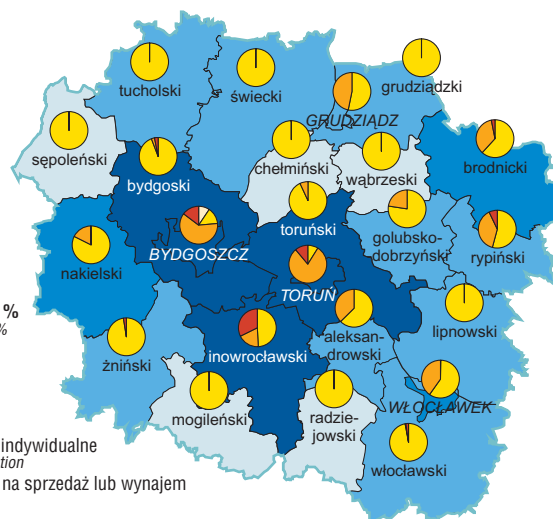 tucholski
świecki
grudziądzki
GRUDZIĄDZ
sępoleński
bydgoski
chełmiński
wąbrzeski
brodnicki
BYDGOSZCZ
toruński
golubsko-
dobrzyński
rypiński
nakielski
TORUŃ
%
%
żniński
inowrocławski
aleksan-
drowski
lipnowski
mogileński
radzie-
jowski
WŁOCŁAWEK
włocławski
indywidualne
tion
na sprzedaż lub wynajem